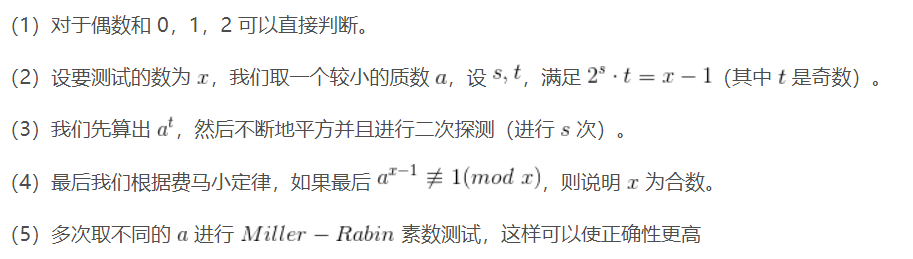 （1）对于偶数和 0，1，2 可以直接判断。
（2）设要测试的数为 x，我们取一个较小的质数 a，设 s, t，满足 2^s · t = x − 1（其中 t 是奇数）。
（3）我们先算出 a^t，然后不断地平方并且进行二次探测（进行 s 次）。
（4）最后我们根据费马小定律，如果最后 a^{x−1} ≢ 1(mod x)，则说明 x 为合数。
（5）多次取不同的 a 进行 Miller − Rabin 素数测试，这样可以使正确性更高